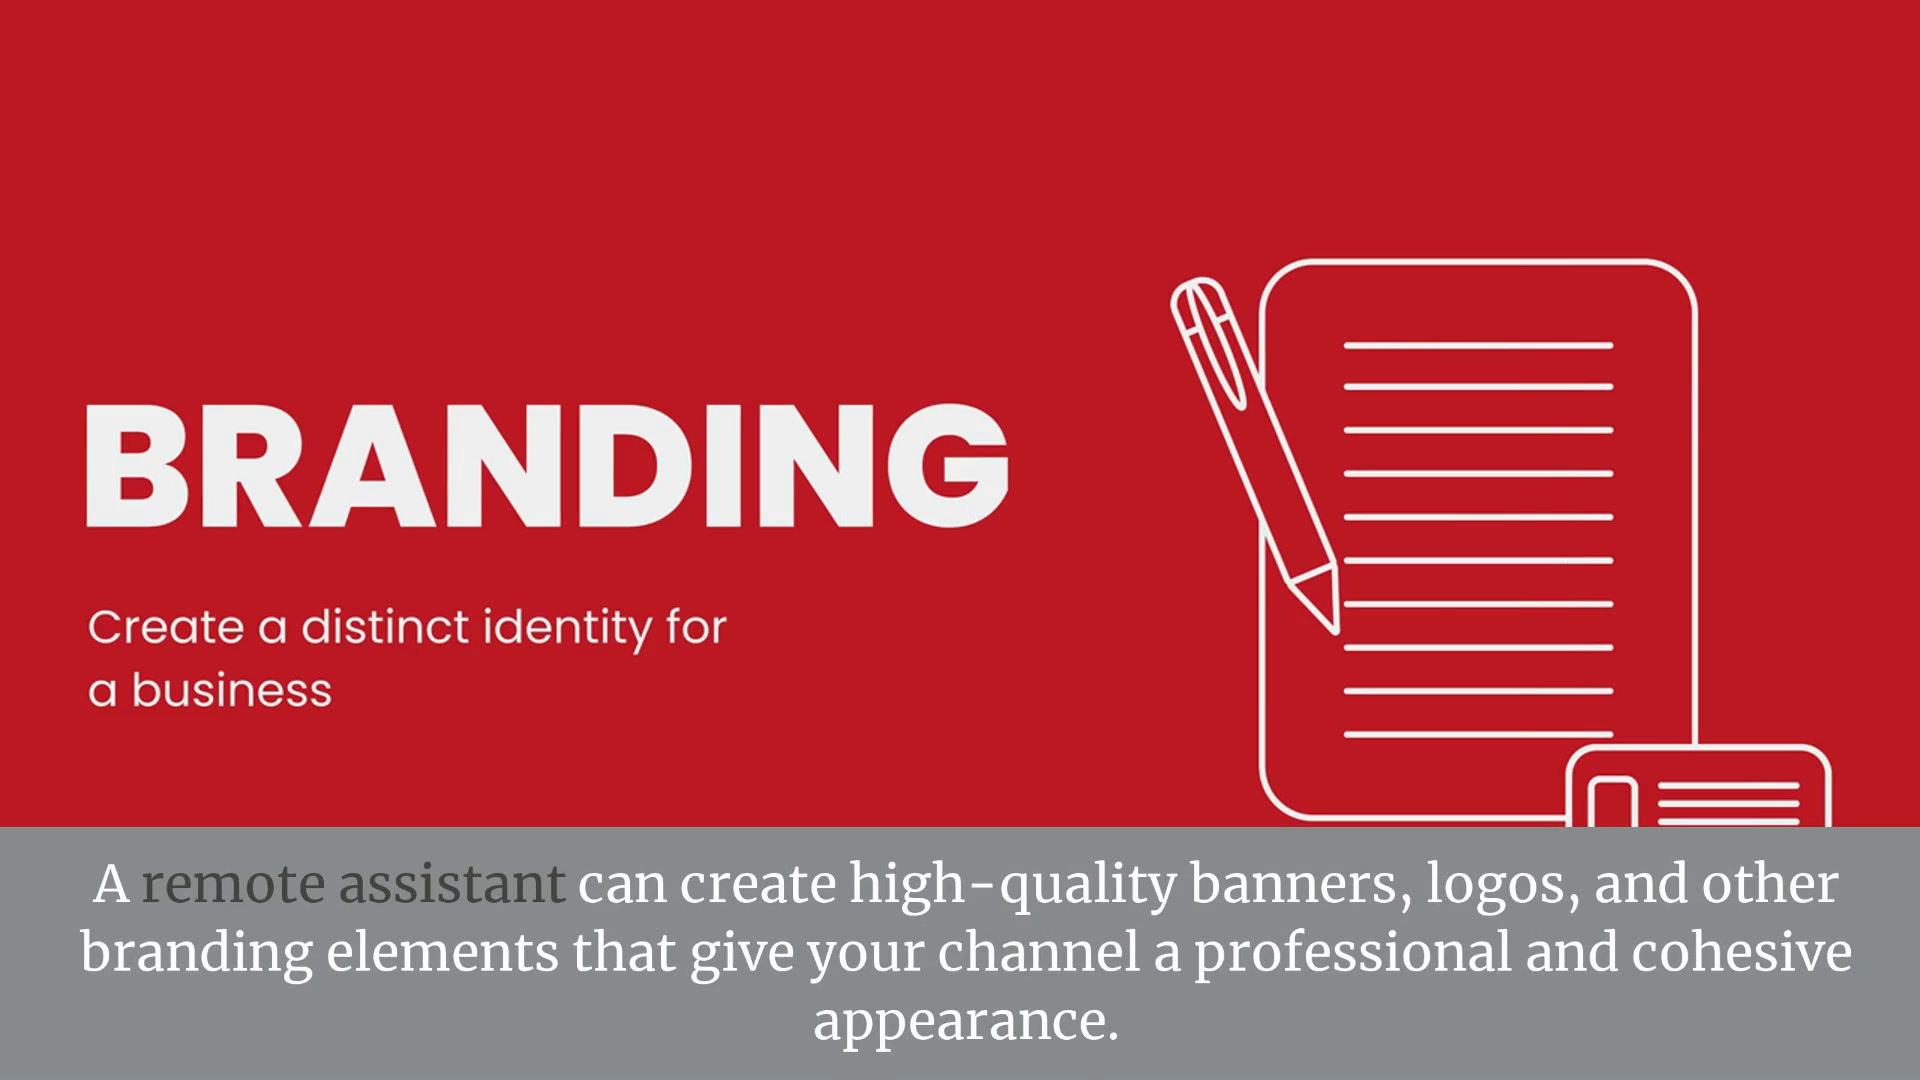 BRANDING
Create a distinct identity for
a business
A remote assistant can create high-quality banners, logos, and other
branding elements that give your channel a professional and cohesive
appearance.